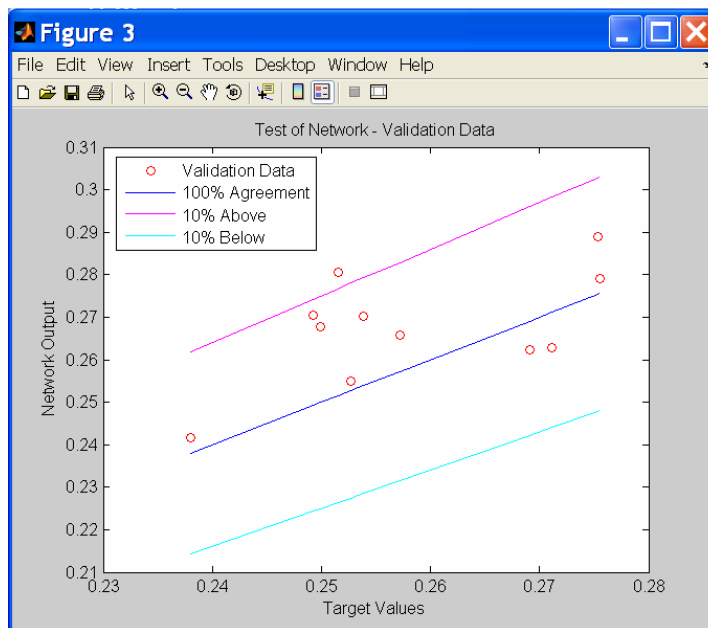 Figure 3
File Edit View Insert Tools Desktop Window Help
Test of Network - Validation Data
Validation Data
100% Agreement
10% Above
10% Below
Network Output
0.31
0.3
0.29
0.28
0.27
0.26
0.25
0.24
0.23
0.22
0.21
0.23 0.24 0.25 0.26 0.27 0.28
Target Values